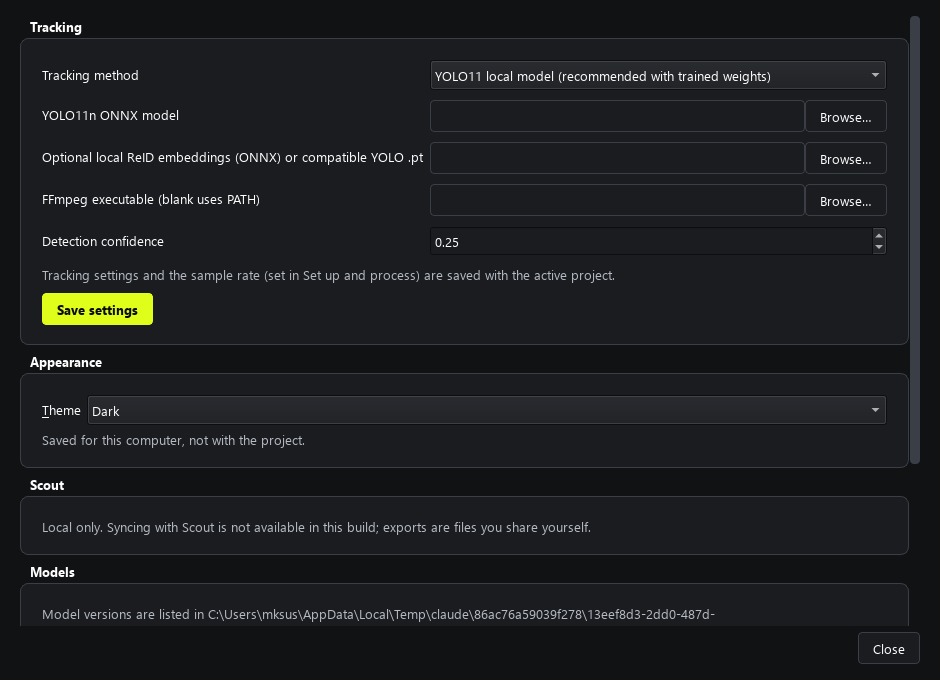 Tracking
Tracking method
YOLO11 local model (recommended with trained weights)
YOLO11n ONNX model
Browse...
Optional local ReID embeddings (ONNX) or compatible YOLO .pt
Browse...
FFmpeg executable (blank uses PATH)
Browse...
Detection confidence
0.25
Tracking settings and the sample rate (set in Set up and process) are saved with the active project.
Save settings
Appearance
Theme
Dark
Saved for this computer, not with the project.
Scout
Local only. Syncing with Scout is not available in this build; exports are files you share yourself.
Models
Model versions are listed in C:\Users\mksus\AppData\Local\Temp\claude\86ac76a59039f278\13eef8d3-2dd0-487d-
Close